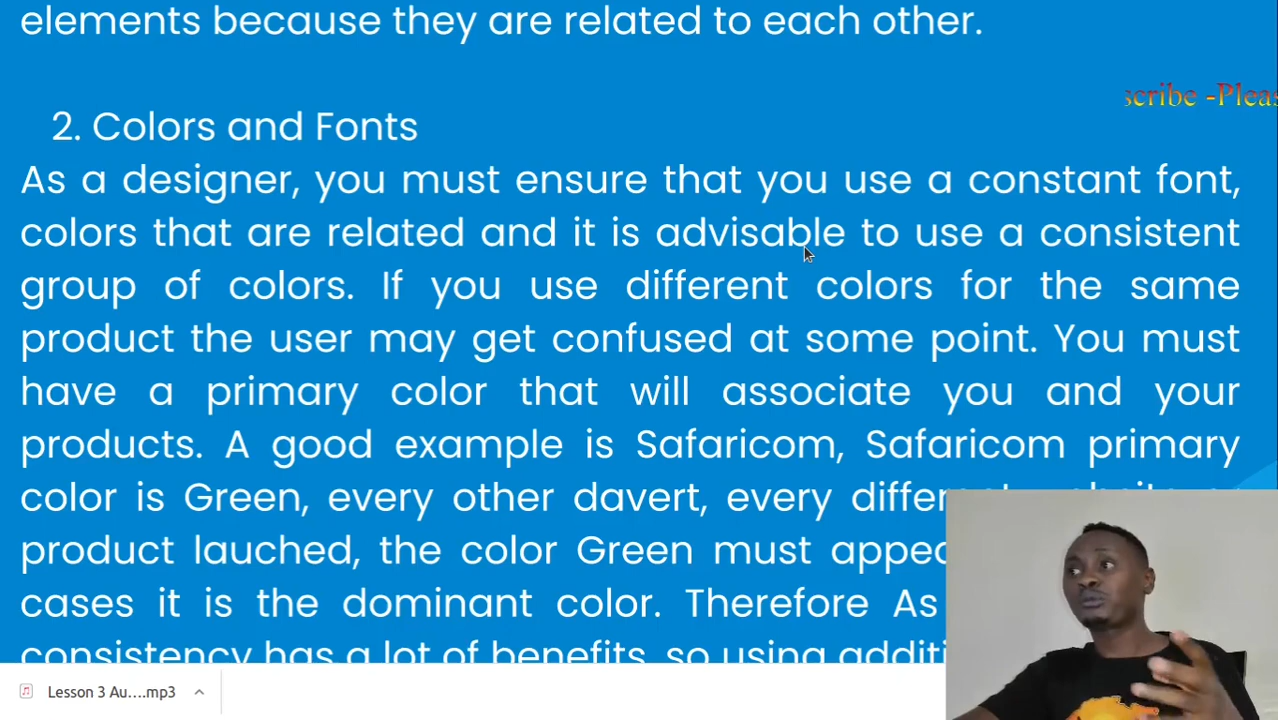 elements because they are related to each other.
scribe -Pleas
2. Colors and Fonts
As a designer, you must ensure that you use a constant font,
colors that are related and it is advisable to use a consistent
group of colors. If you use different colors for the same
product the user may get confused at some point. You must
have a primary color that will associate you and your
products. A good example is Safaricom, Safaricom primary
color is Green, every other davert, every
product lauched, the color Green must
cases it is the dominant color. Therefore As
consistency has a lot of benefits, so using
Lesson 3 Au....mp3